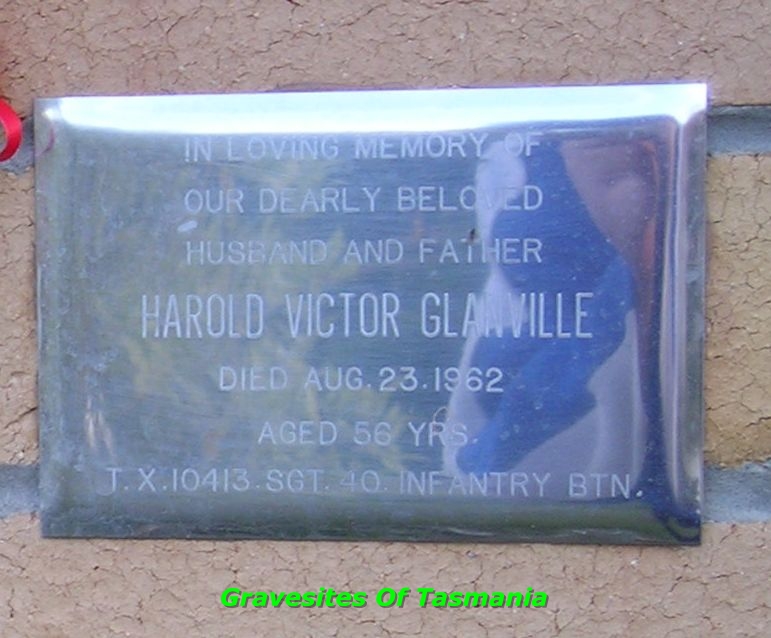 IN LOVING MEMORY OF
OUR DEARLY BELOVED
HUSBAND AND FATHER
HAROLD VICTOR GLANVILLE
DIED AUG. 23. 1962
AGED 56 YRS.
T.X.10413.SGT. 40. INFANTRY BTN.
Gravesites Of Tasmania